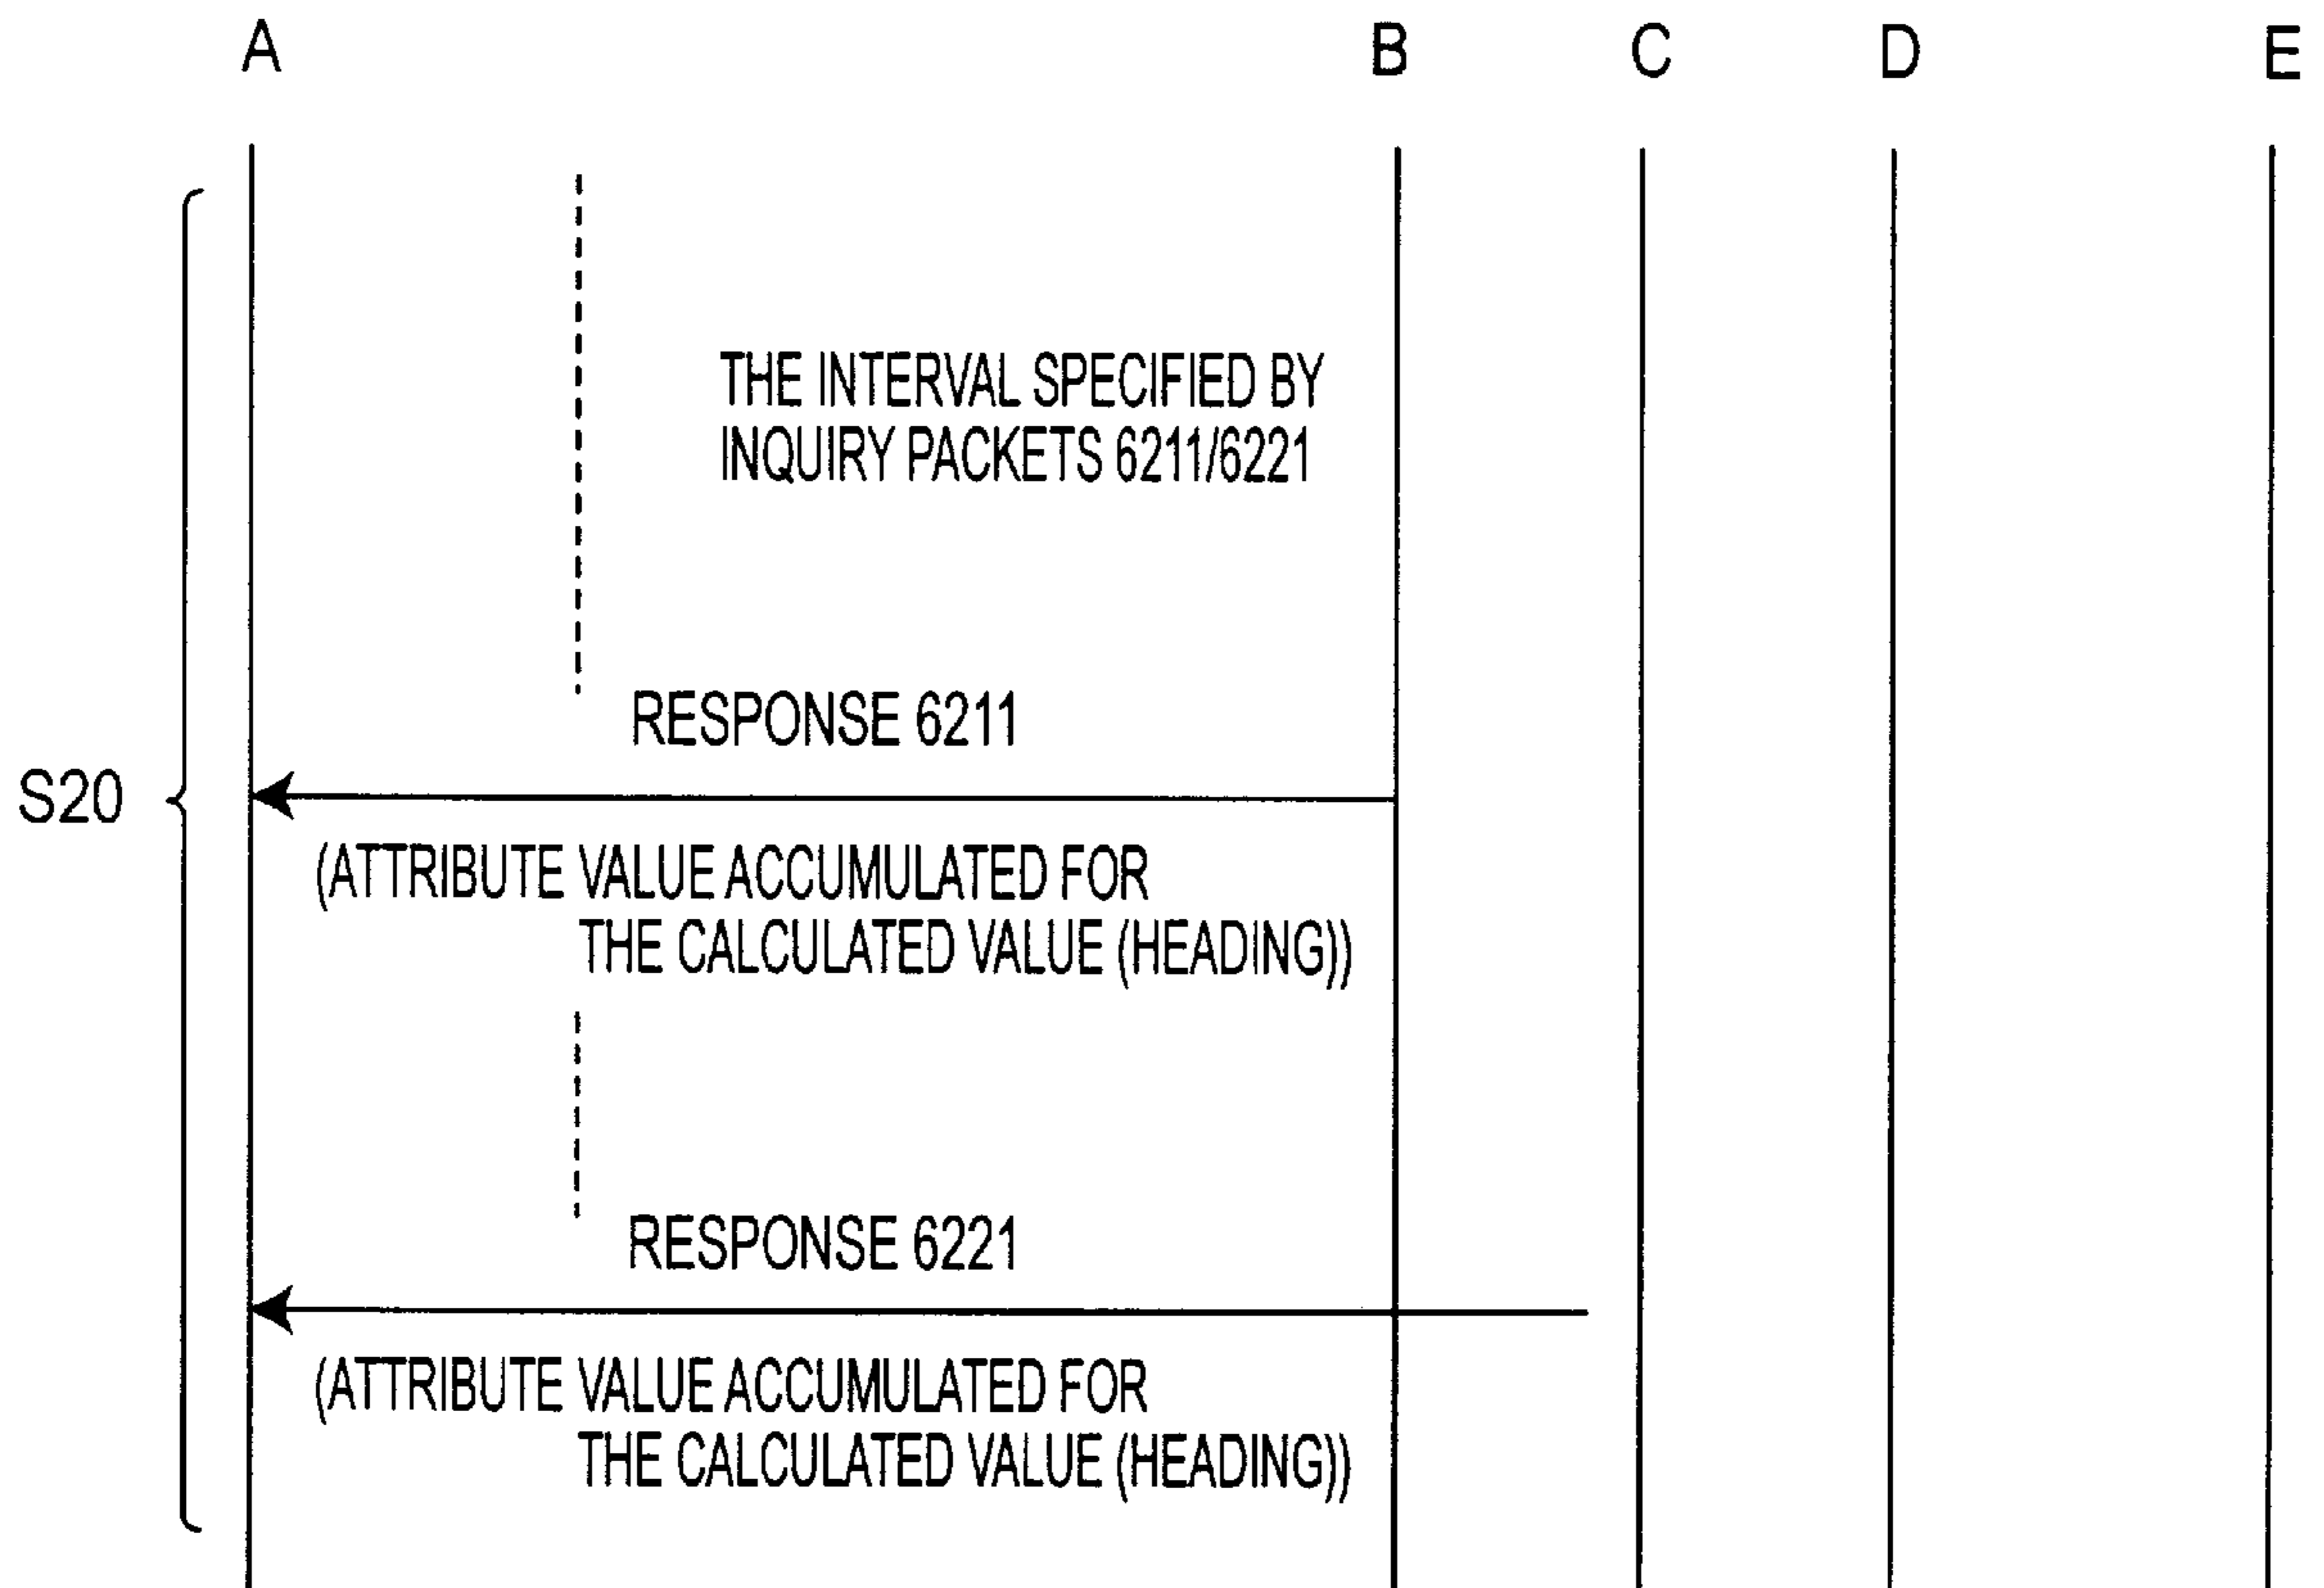 A B C D E
THE INTERVAL SPECIFIED BY
INQUIRY PACKETS 6211/6221
RESPONSE 6211
S20
(ATTRIBUTE VALUE ACCUMULATED FOR
THE CALCULATED VALUE (HEADING))
RESPONSE 6221
(ATTRIBUTE VALUE ACCUMULATED FOR
THE CALCULATED VALUE (HEADING))